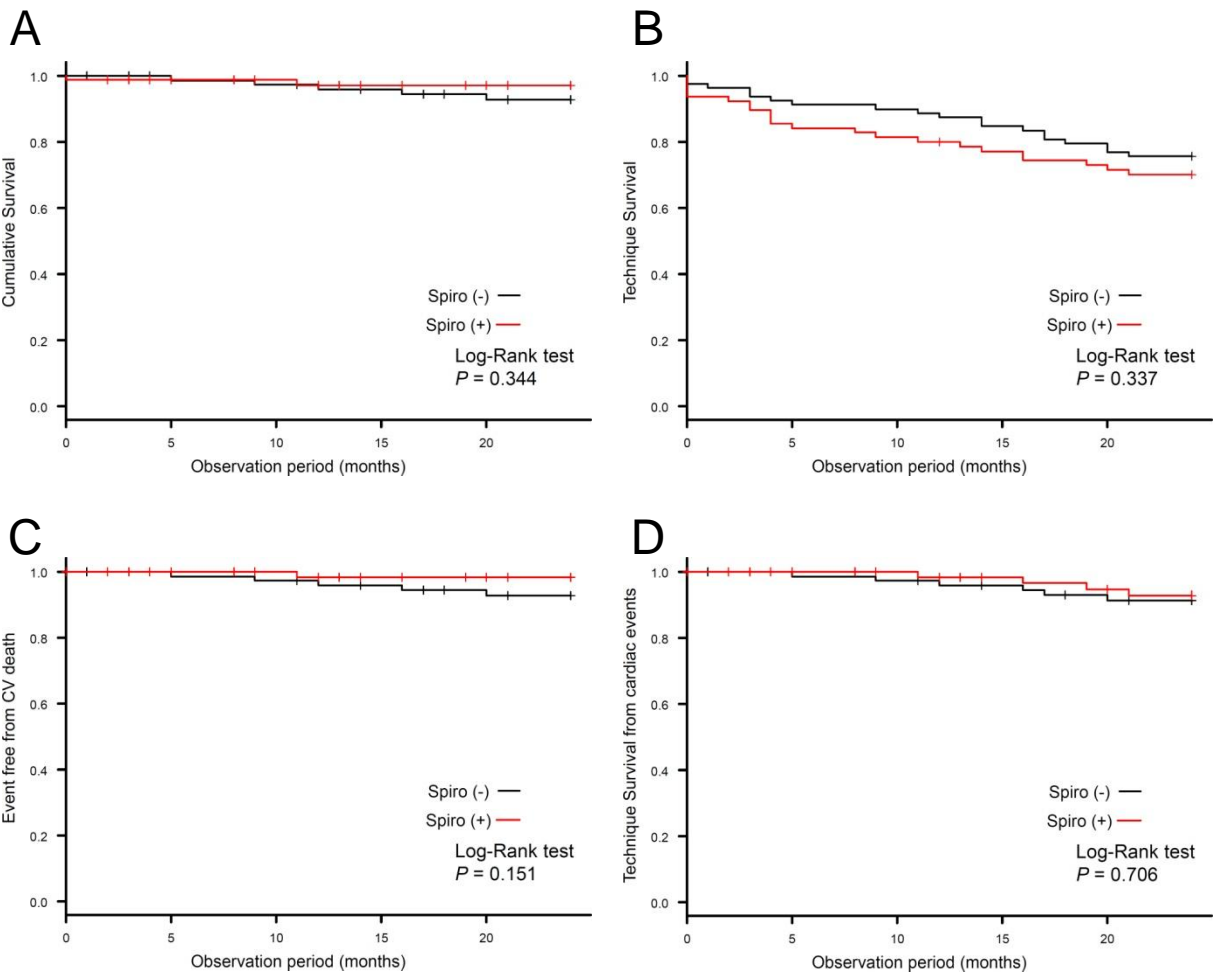 A
1.0
0.8
0.6
0.4
0.2
0.0
Cumulative Survival
Spiro (-)
Spiro (+)
Log-Rank test
P = 0.344
0 5 10 15 20
Observation period (months)
B
1.0
0.8
0.6
0.4
0.2
0.0
Technique Survival
Spiro (-)
Spiro (+)
Log-Rank test
P = 0.337
0 5 10 15 20
Observation period (months)
C
1.0
0.8
0.6
0.4
0.2
0.0
Event free from CV death
Spiro (-)
Spiro (+)
Log-Rank test
P = 0.151
0 5 10 15 20
Observation period (months)
D
1.0
0.8
0.6
0.4
0.2
0.0
Technique Survival from cardiac events
Spiro (-)
Spiro (+)
Log-Rank test
P = 0.706
0 5 10 15 20
Observation period (months)